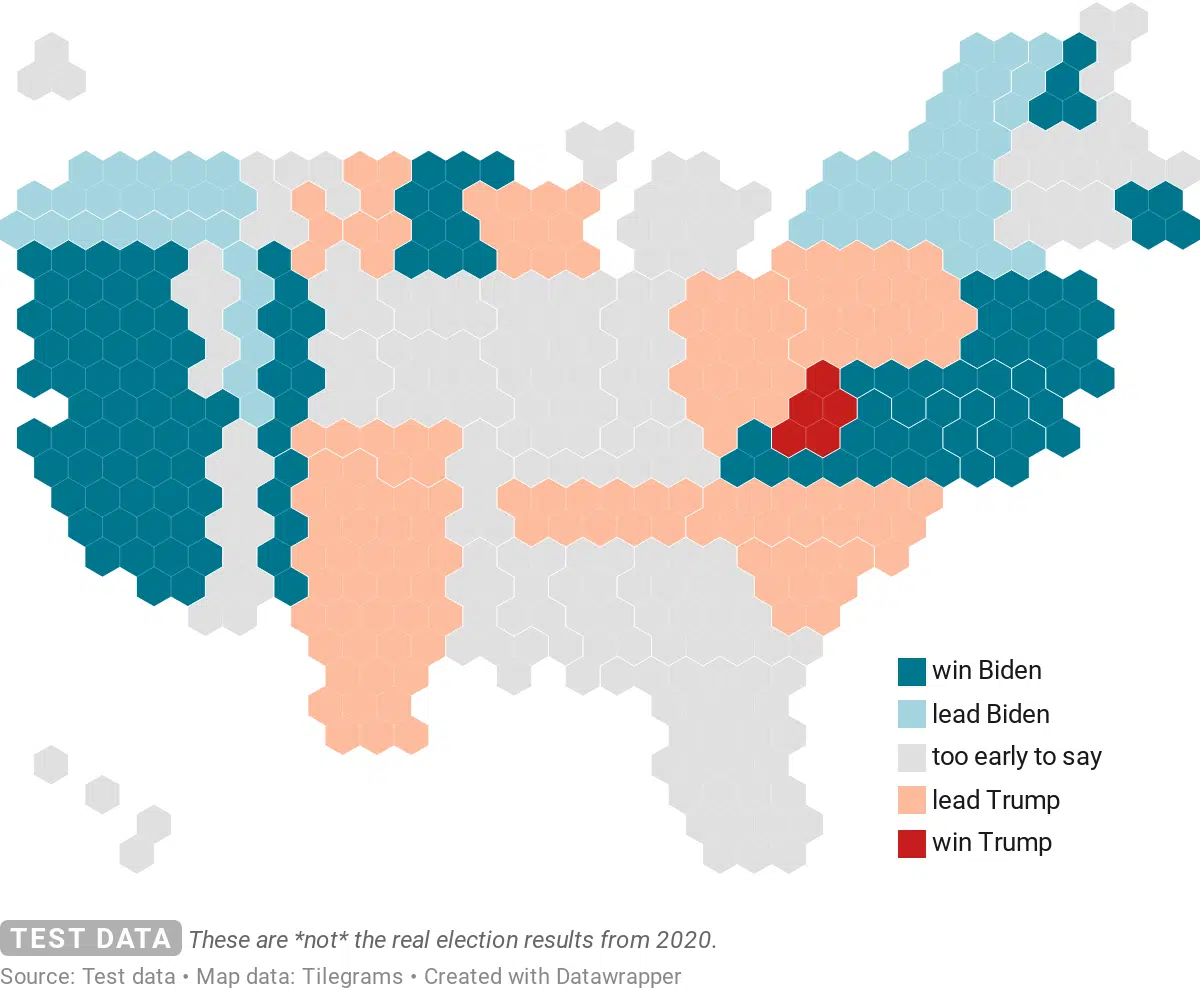 win Biden
lead Biden
too early to say
lead Trump
win Trump
TEST DATA These are *not* the real election results from 2020.
Source: Test data • Map data: Tilegrams • Created with Datawrapper